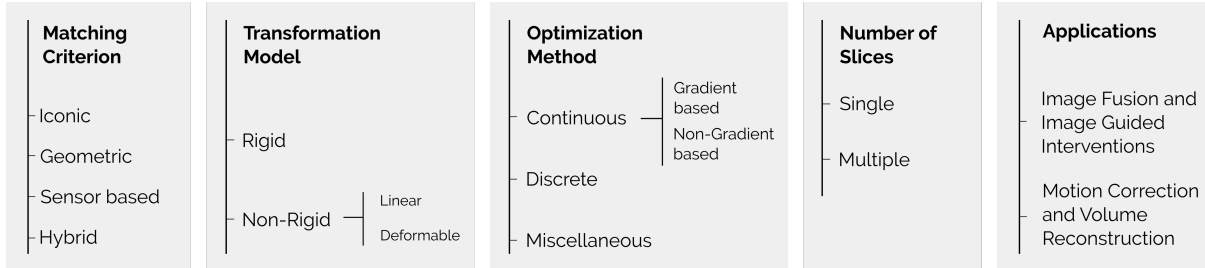 Matching
Criterion
Iconic
Geometric
Sensor based
Hybrid
Transformation
Model
Rigid
Non-Rigid
Linear
Deformable
Optimization
Method
Continuous
Gradient
based
Non-Gradient
based
Discrete
Miscellaneous
Number of
Slices
Single
Multiple
Applications
Image Fusion and
Image Guided
Interventions
Motion Correction
and Volume
Reconstruction